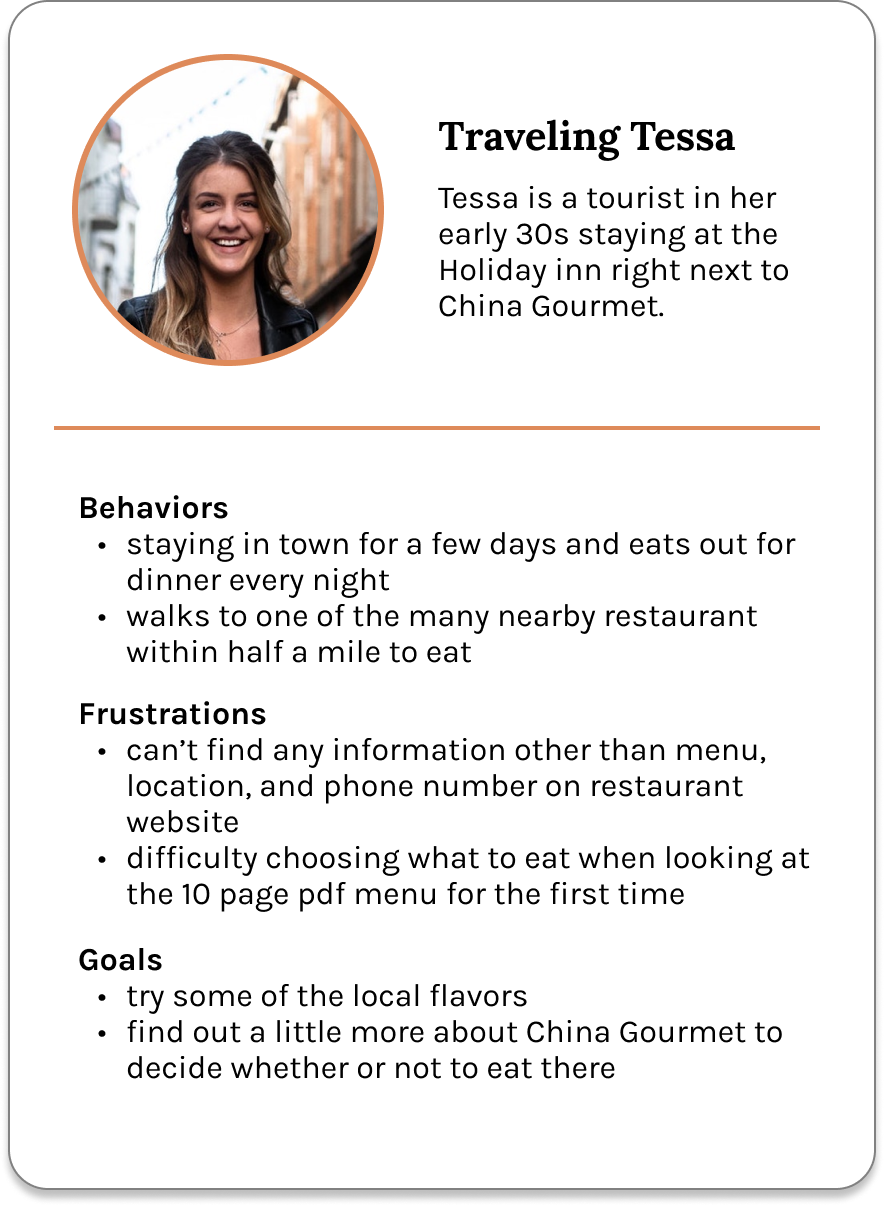 Traveling Tessa
Tessa is a tourist in her
early 30s staying at the
Holiday inn right next to
China Gourmet.
Behaviors
• staying in town for a few days and eats out for
dinner every night
• walks to one of the many nearby restaurant
within half a mile to eat
Frustrations
• can’t find any information other than menu,
location, and phone number on restaurant
website
• difficulty choosing what to eat when looking at
the 10 page pdf menu for the first time
Goals
• try some of the local flavors
• find out a little more about China Gourmet to
decide whether or not to eat there